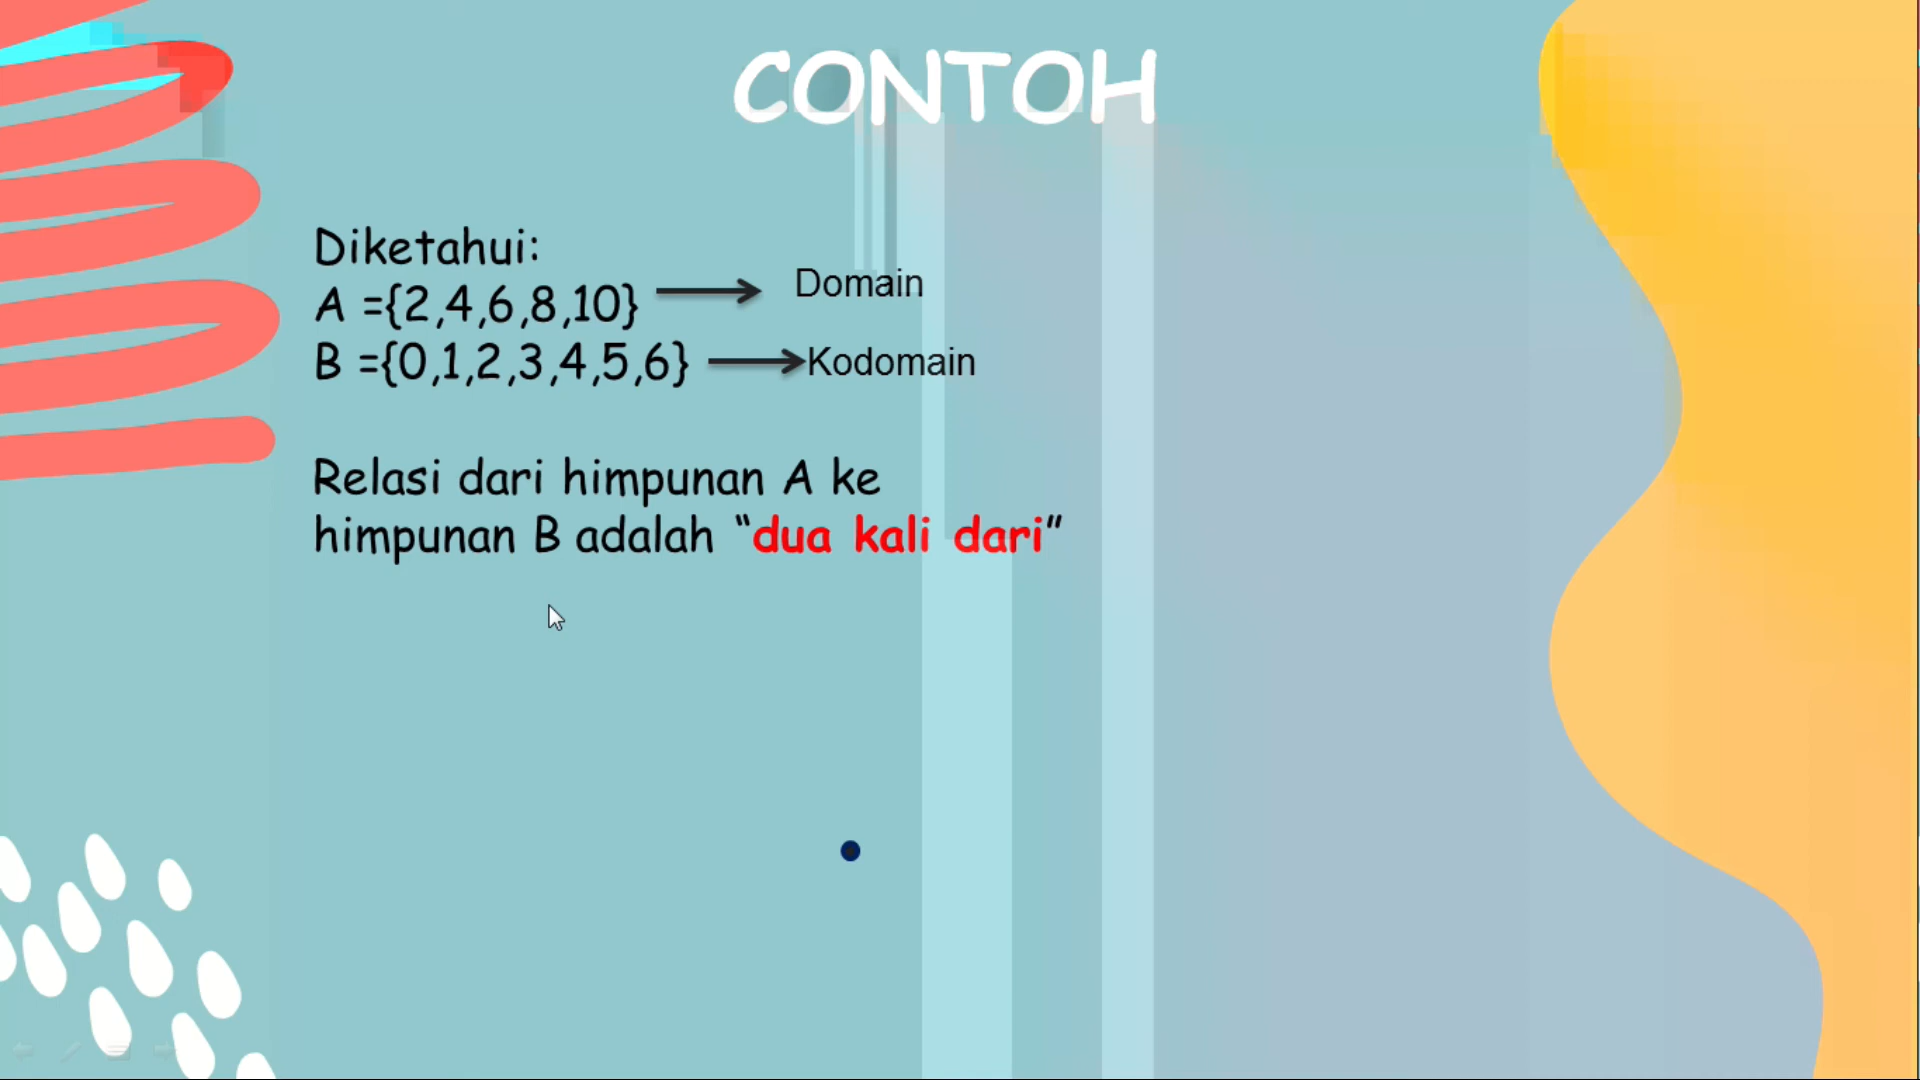 CONTOH
Diketahui:
A ={2,4,6,8,10}
Domain
B ={0,1,2,3,4,5,6}
Kodomain
Relasi dari himpunan A ke
himpunan B adalah “dua kali dari”